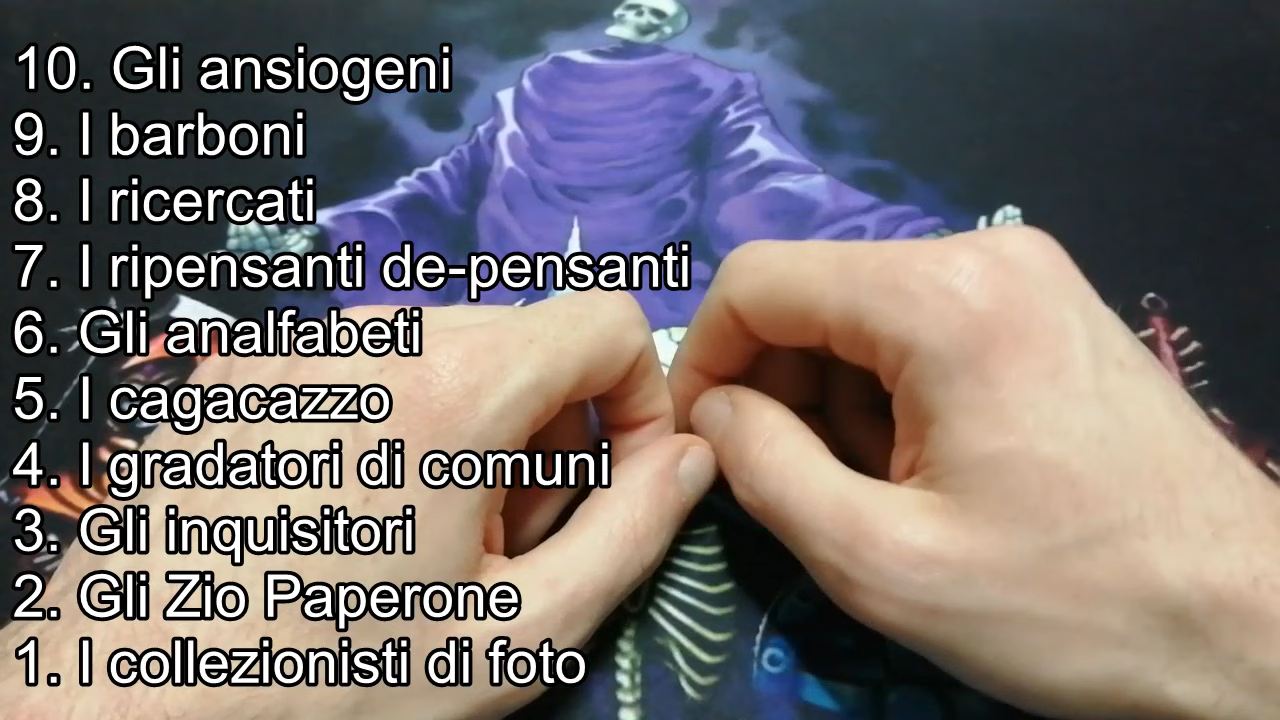 10. Gli ansiogeni
9. I barboni
8. I ricercati
7. I ripensanti de-pensanti
6. Gli analfabeti
5. I cagacazzo
4. I gradatori di comuni
3. Gli inquisitori
2. Gli Zio Paperone
1. I collezionisti di foto